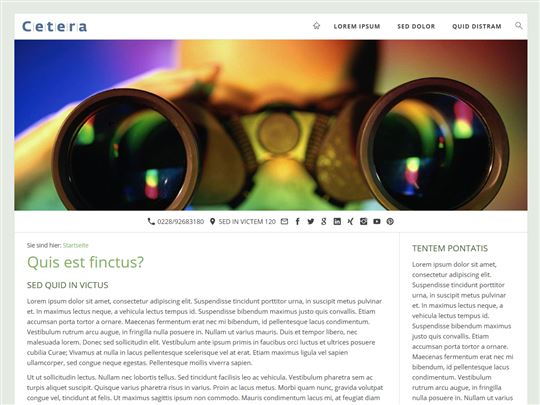 Cetera
LOREM IPSUM SED DOLOR QUID DISTRAM
0228/92683180 SED IN VICTEM 120
Sie sind hier: Startseite
Quis est finctus?
SED QUID IN VICTUS
Lorem ipsum dolor sit amet, consectetur adipiscing elit. Suspendisse tincidunt porttitor urna, in suscipit metus pulvinar
et. In maximus lectus neque, a vehicula lectus tempus in. Suspendisse bibendum maximus justo quis convallis. Etiam
accumsan porta tortor a mattis. Maecenas fermentum erat nec mi bibendum, id pellentesque lacus condimentum.
Vestibulum rutrum arcu augue, in fringilla nulla posuere in. Nullam ut varius mauris. Duis et tempor libero, nec
malesuada lorem. Donec sed sollicitudin elit. Vestibulum ante ipsum primis in faucibus orci luctus et ultrices posuere
cubilia Curae; Vivamus at nulla in lacus pellentesque scelerisque vel at erat. Etiam maximus ligula vel sapien
ullamcorper, sed congue neque egestas. Pellentesque mollis viverra sapien.
Ut ut sollicitudin lectus. Nullam nec lobortis tellus. Sed tincidunt facilisis leo ac vehicula. Vestibulum pharetra sem ac
turpis aliquam suscipit. Quisque viverra pharetra risus in varius. Proin ac lacus metus. Morbi quam nunc, gravida volutpat
congue vel, tincidunt et orci. Ut maximus sagittis ipsum non commodo. Mauris condimentum mauris mi, at feugiat diam
TENTEM PONTATIS
Lorem ipsum dolor sit amet,
consectetur adipiscing elit.
Suspendisse tincidunt porttitor
urna, in suscipit metus pulvinar
et. In maximus lectus neque, a
vehicula lectus tempus in.
Suspendisse bibendum maximus
justo quis convallis. Etiam
accumsan porta tortor a mattis.
Maecenas fermentum erat nec mi
bibendum, id pellentesque lacus
condimentum. Vestibulum
rutrum arcu augue, in fringilla
nulla posuere in. Nullam ut varius